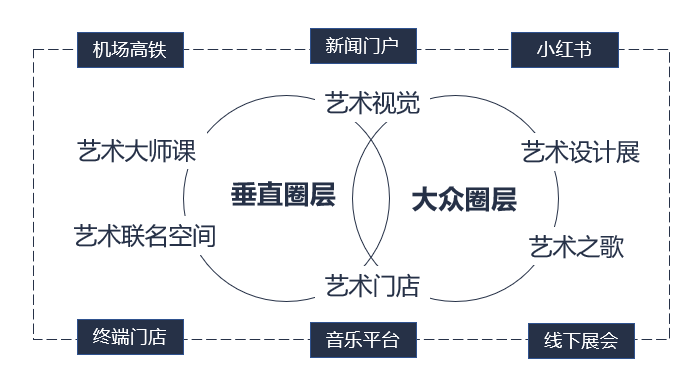 机场高铁
新闻门户
小红书
艺术视觉
艺术大师课
艺术设计展
垂直圈层
大众圈层
艺术联名空间
艺术之歌
艺术门店
终端门店
音乐平台
线下展会